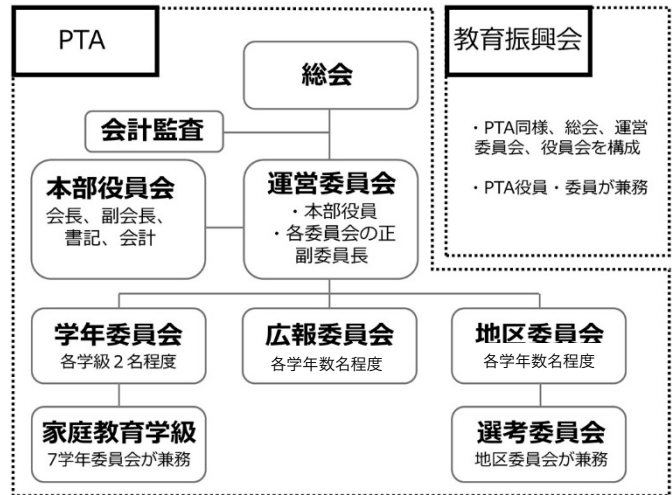 PTA
総会
会計監査
本部役員会
会長、副会長、
書記、会計
運営委員会
・本部役員
・各委員会の正
副委員長
学年委員会
各学級２名程度
広報委員会
各学年数名程度
地区委員会
各学年数名程度
家庭教育学級
7学年委員会が兼務
選考委員会
地区委員会が兼務
教育振興会
・PTA同様、総会、運営
委員会、役員会を構成
・PTA役員・委員が兼務